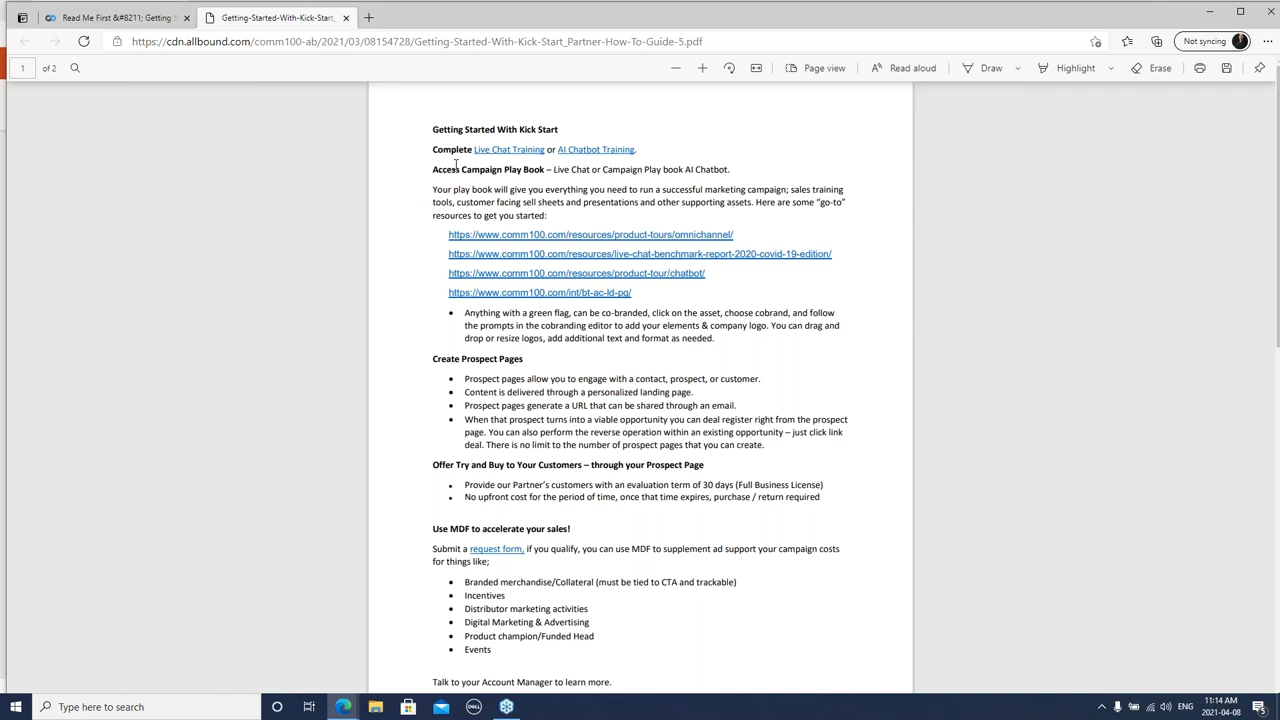 Read Me First &#8211; Getting S
Getting-Started-With-Kick-Start_
https://cdn.allbound.com/comm100-ab/2021/03/08154728/Getting-Started-With-Kick-Start_Partner-How-To-Guide-5.pdf
Not syncing
1 of 2
Page view
Read aloud
Draw
Highlight
Erase
Getting Started With Kick Start
Complete Live Chat Training or AI Chatbot Training.
Access Campaign Play Book – Live Chat or Campaign Play book AI Chatbot.
Your play book will give you everything you need to run a successful marketing campaign; sales training
tools, customer facing sell sheets and presentations and other supporting assets. Here are some “go-to”
resources to get you started:
https://www.comm100.com/resources/product-tours/omnichannel/
https://www.comm100.com/resources/live-chat-benchmark-report-2020-covid-19-edition/
https://www.comm100.com/resources/product-tour/chatbot/
https://www.comm100.com/int/bt-ac-ld-pq/
• Anything with a green flag, can be co-branded, click on the asset, choose cobrand, and follow
the prompts in the cobranding editor to add your elements & company logo. You can drag and
drop or resize logos, add additional text and format as needed.
Create Prospect Pages
• Prospect pages allow you to engage with a contact, prospect, or customer.
• Content is delivered through a personalized landing page.
• Prospect pages generate a URL that can be shared through an email.
• When that prospect turns into a viable opportunity you can deal register right from the prospect
page. You can also perform the reverse operation within an existing opportunity – just click link
deal. There is no limit to the number of prospect pages that you can create.
Offer Try and Buy to Your Customers – through your Prospect Page
• Provide our Partner’s customers with an evaluation term of 30 days (Full Business License)
• No upfront cost for the period of time, once that time expires, purchase / return required
Use MDF to accelerate your sales!
Submit a request form, if you qualify, you can use MDF to supplement ad support your campaign costs
for things like;
• Branded merchandise/Collateral (must be tied to CTA and trackable)
• Incentives
• Distributor marketing activities
• Digital Marketing & Advertising
• Product champion/Funded Head
• Events
Talk to your Account Manager to learn more.
Type here to search
DELL
11:14 AM
2021-04-08